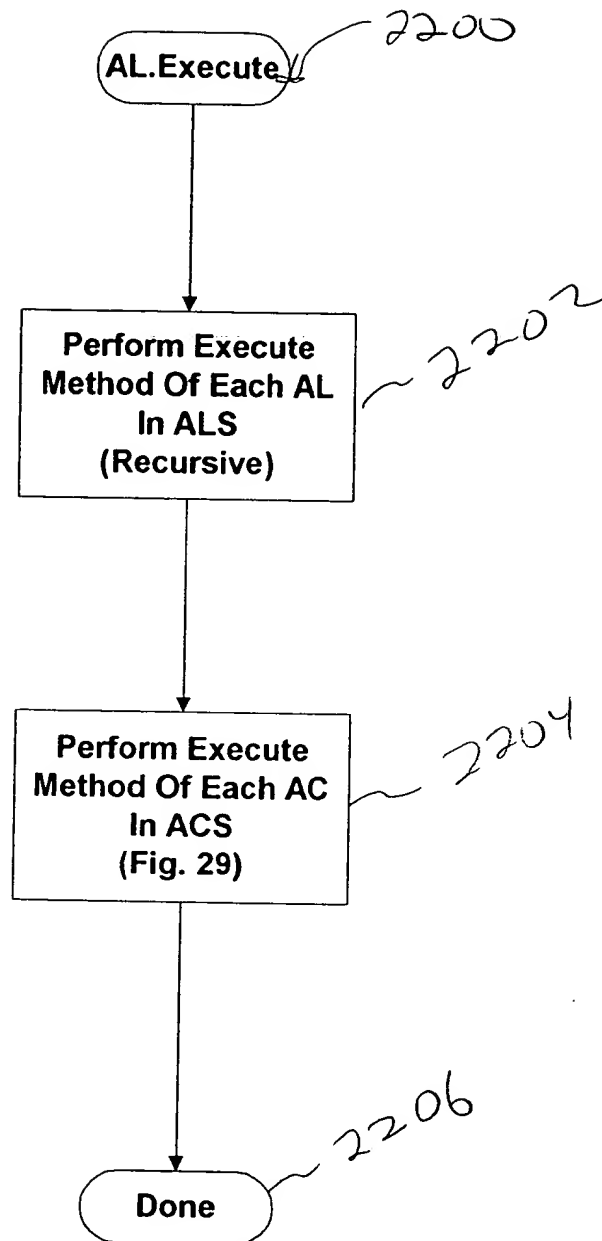 2200
AL.Execute
2202
Perform Execute
Method Of Each AL
In ALS
(Recursive)
2204
Perform Execute
Method Of Each AC
In ACS
(Fig. 29)
2206
Done